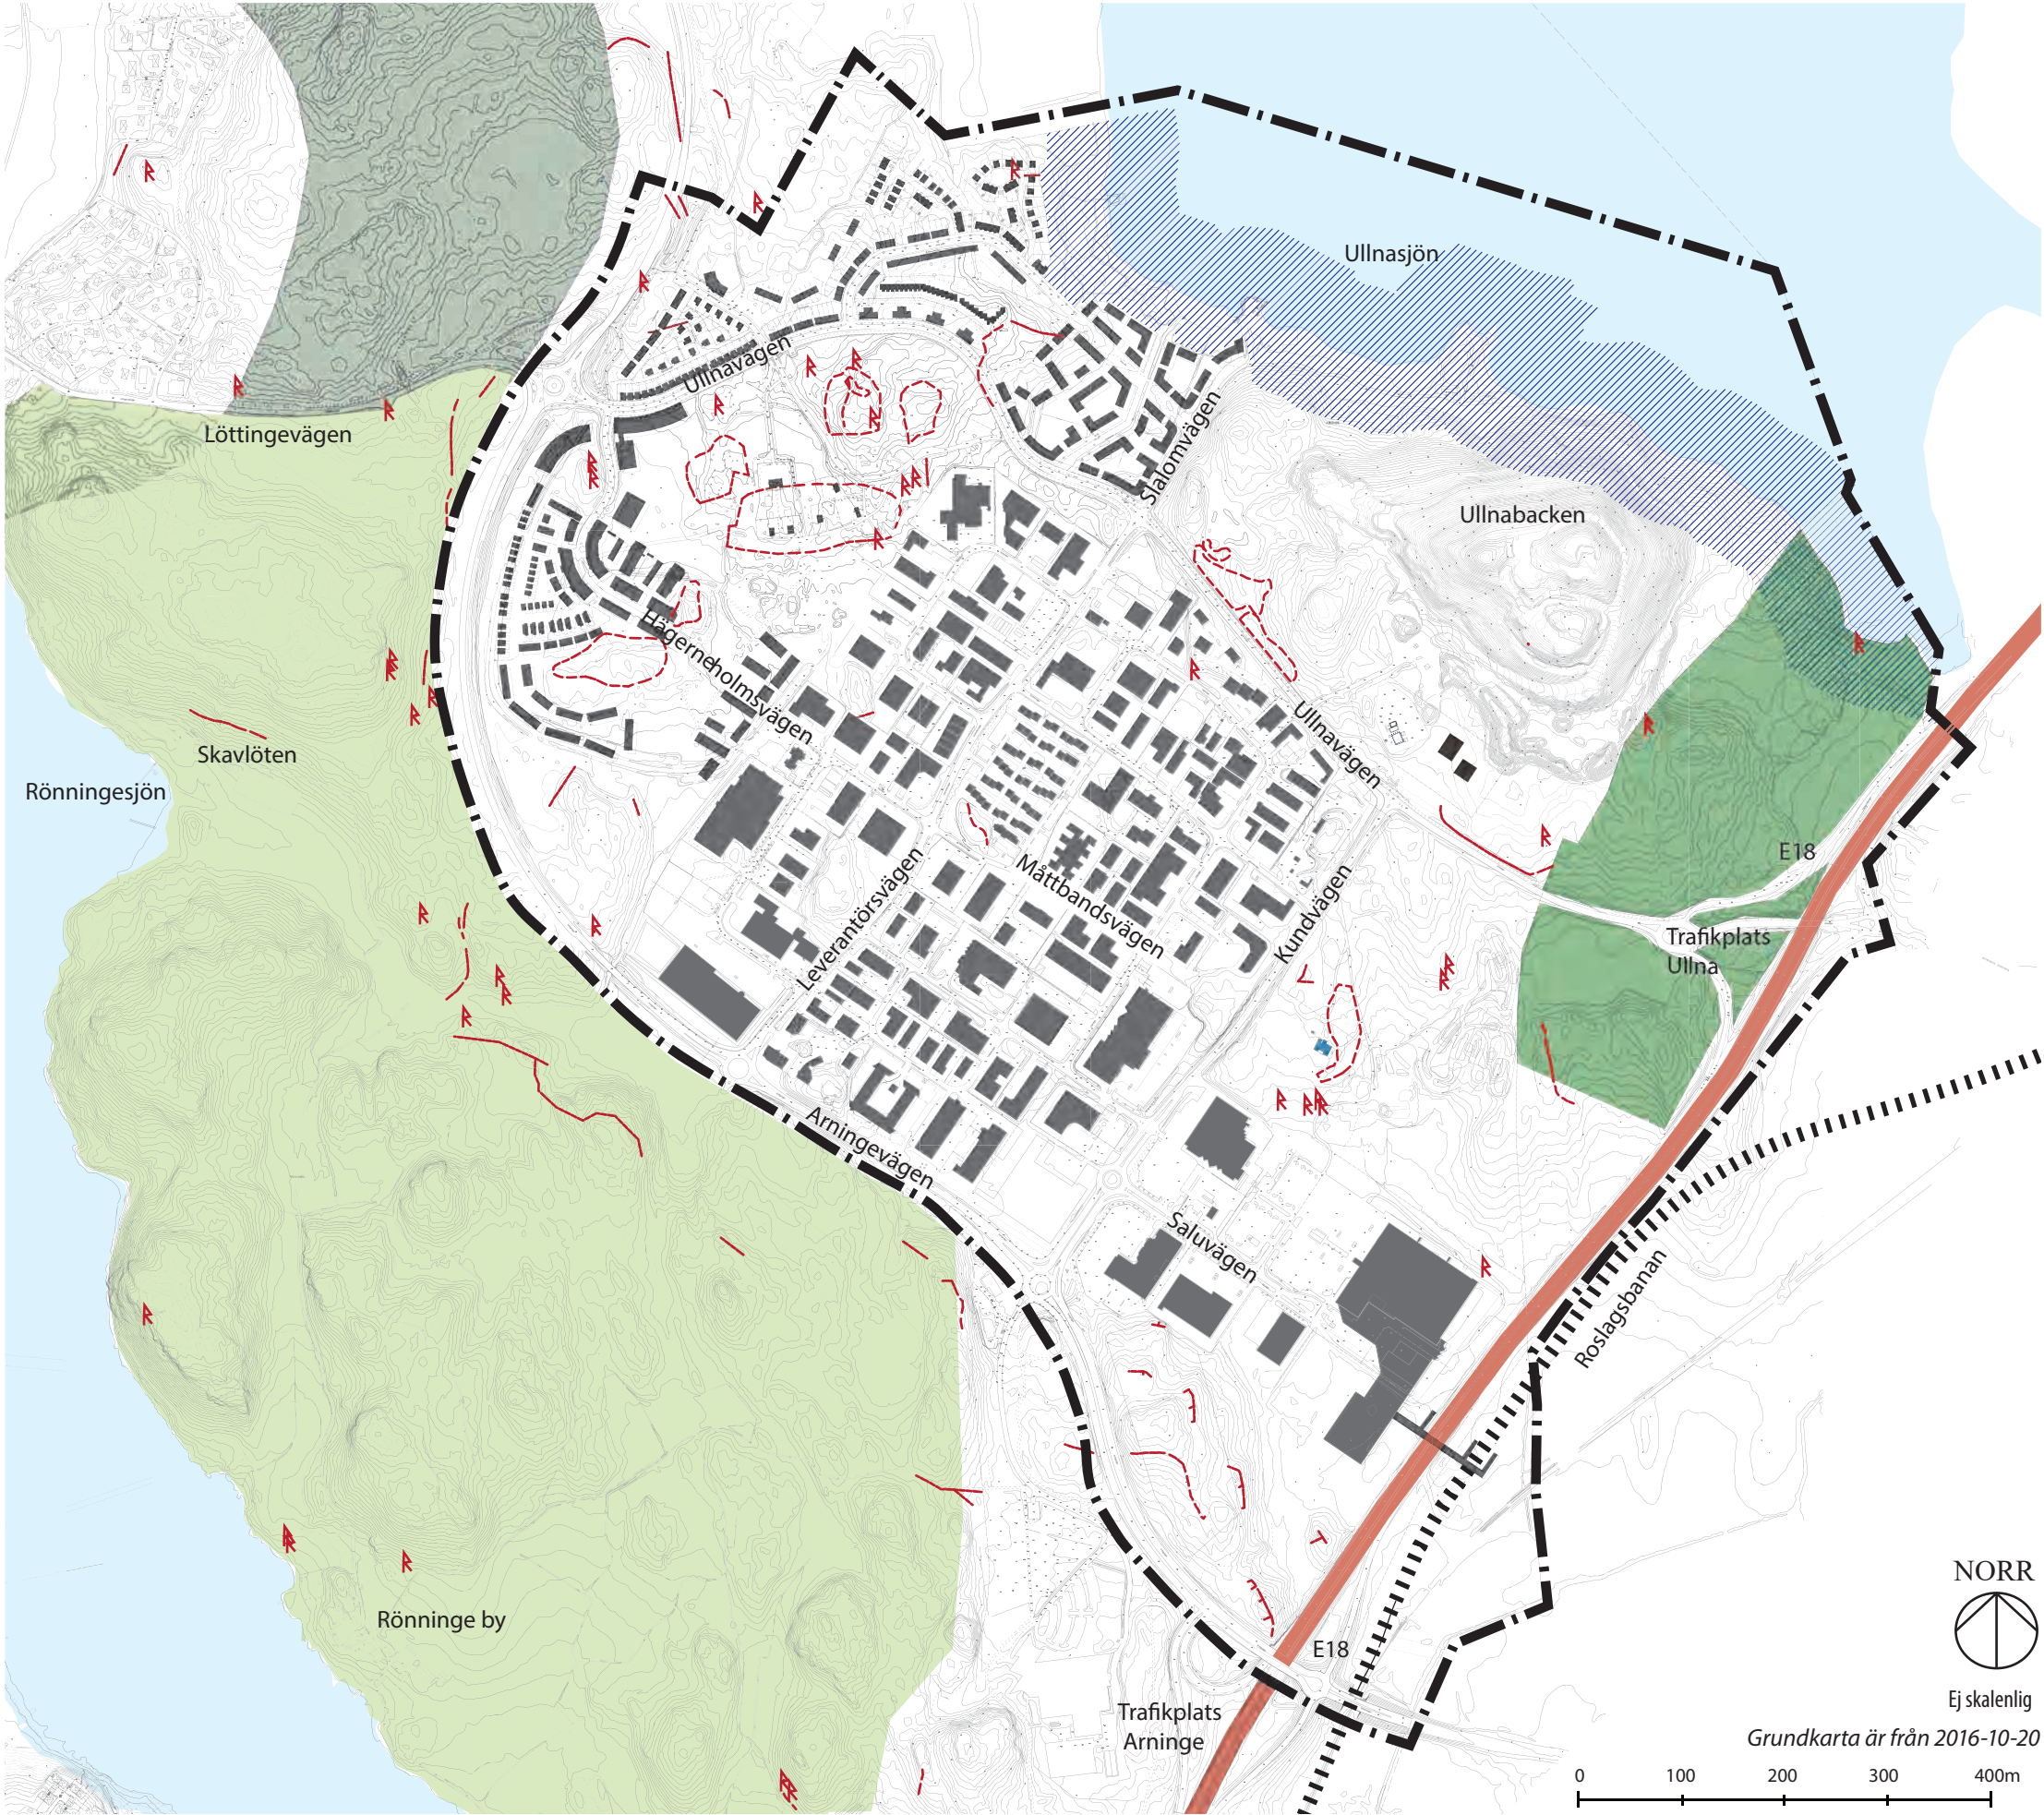 Ullnasjön
Ullnavägen
Löttingevägen
Slalomvägen
Ullnabacken
Hägerneholmsvägen
Ullnavägen
Skavlöten
Rönningesjön
E18
Måttbandsvägen
Leverantörsvägen
Kundvägen
Trafikplats
Ullna
Arningevägen
Saluvägen
Roslagsbanan
Rönninge by
E18
Trafikplats
Arninge
NORR
Ej skalenlig
Grundkarta är från 2016-10-20
0 100 200 300 400m